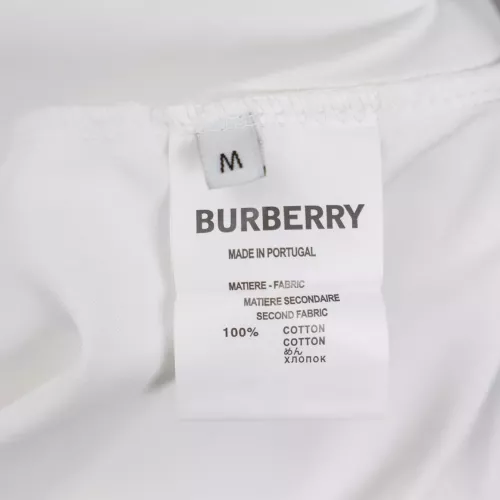 M
BURBERRY
MADE IN PORTUGAL
MATIERE - FABRIC
MATIERE SECONDAIRE
SECOND FABRIC
100% COTTON
COTTON
めん
ХЛОПОК